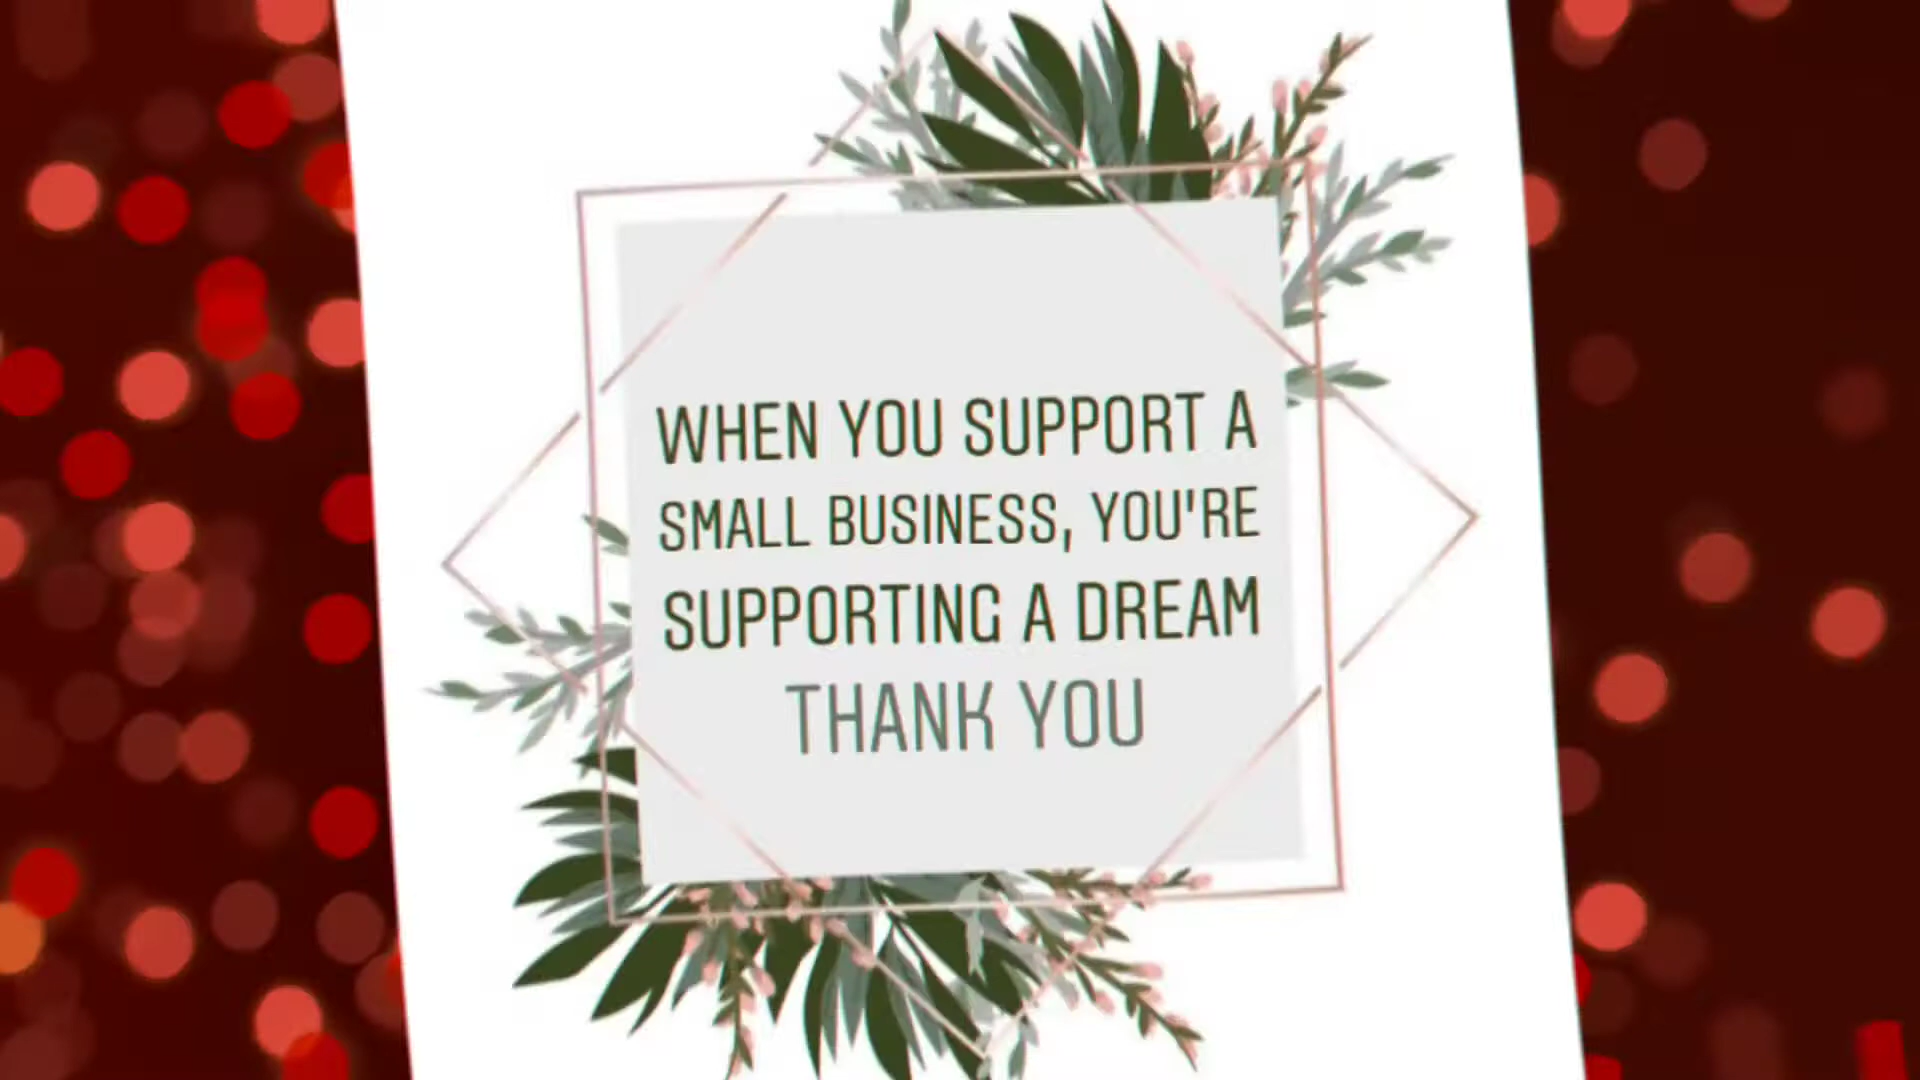 WHEN YOU SUPPORT A
SMALL BUSINESS, YOU'RE
SUPPORTING A DREAM
THANK YOU